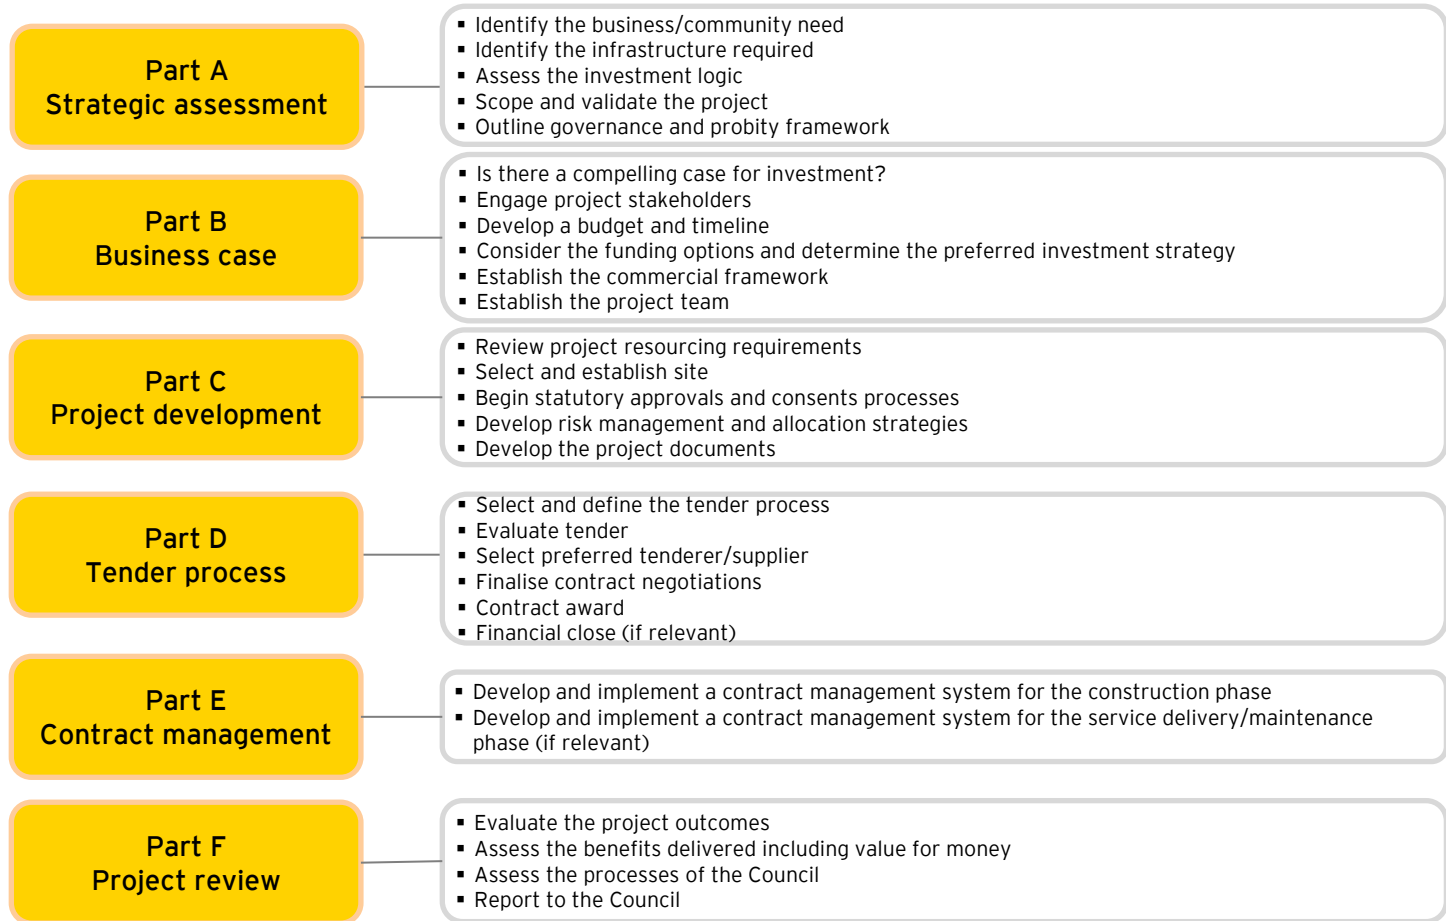 Part A
Strategic assessment
▪ Identify the business/community need
▪ Identify the infrastructure required
▪ Assess the investment logic
▪ Scope and validate the project
▪ Outline governance and probity framework
Part B
Business case
▪ Is there a compelling case for investment?
▪ Engage project stakeholders
▪ Develop a budget and timeline
▪ Consider the funding options and determine the preferred investment strategy
▪ Establish the commercial framework
▪ Establish the project team
Part C
Project development
▪ Review project resourcing requirements
▪ Select and establish site
▪ Begin statutory approvals and consents processes
▪ Develop risk management and allocation strategies
▪ Develop the project documents
Part D
Tender process
▪ Select and define the tender process
▪ Evaluate tender
▪ Select preferred tenderer/supplier
▪ Finalise contract negotiations
▪ Contract award
▪ Financial close (if relevant)
Part E
Contract management
▪ Develop and implement a contract management system for the construction phase
▪ Develop and implement a contract management system for the service delivery/maintenance
phase (if relevant)
Part F
Project review
▪ Evaluate the project outcomes
▪ Assess the benefits delivered including value for money
▪ Assess the processes of the Council
▪ Report to the Council